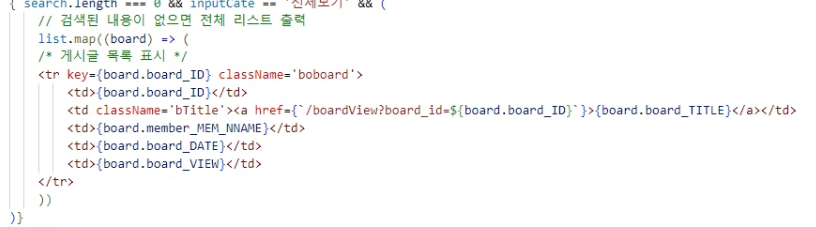 { search.length === 0 && inputCate == '전체보기' && (
// 검색된 내용이 없으면 전체 리스트 출력
list.map((board) => (
/* 게시글 목록 표시 */
<tr key={board.board_ID} className='boboard'>
<td>{board.board_ID}</td>
<td className='bTitle'><a href={`/boardView?board_id=${board.board_ID}`}>{board.board_TITLE}</a></td>
<td>{board.member_MEM_NNAME}</td>
<td>{board.board_DATE}</td>
<td>{board.board_VIEW}</td>
</tr>
))
)}